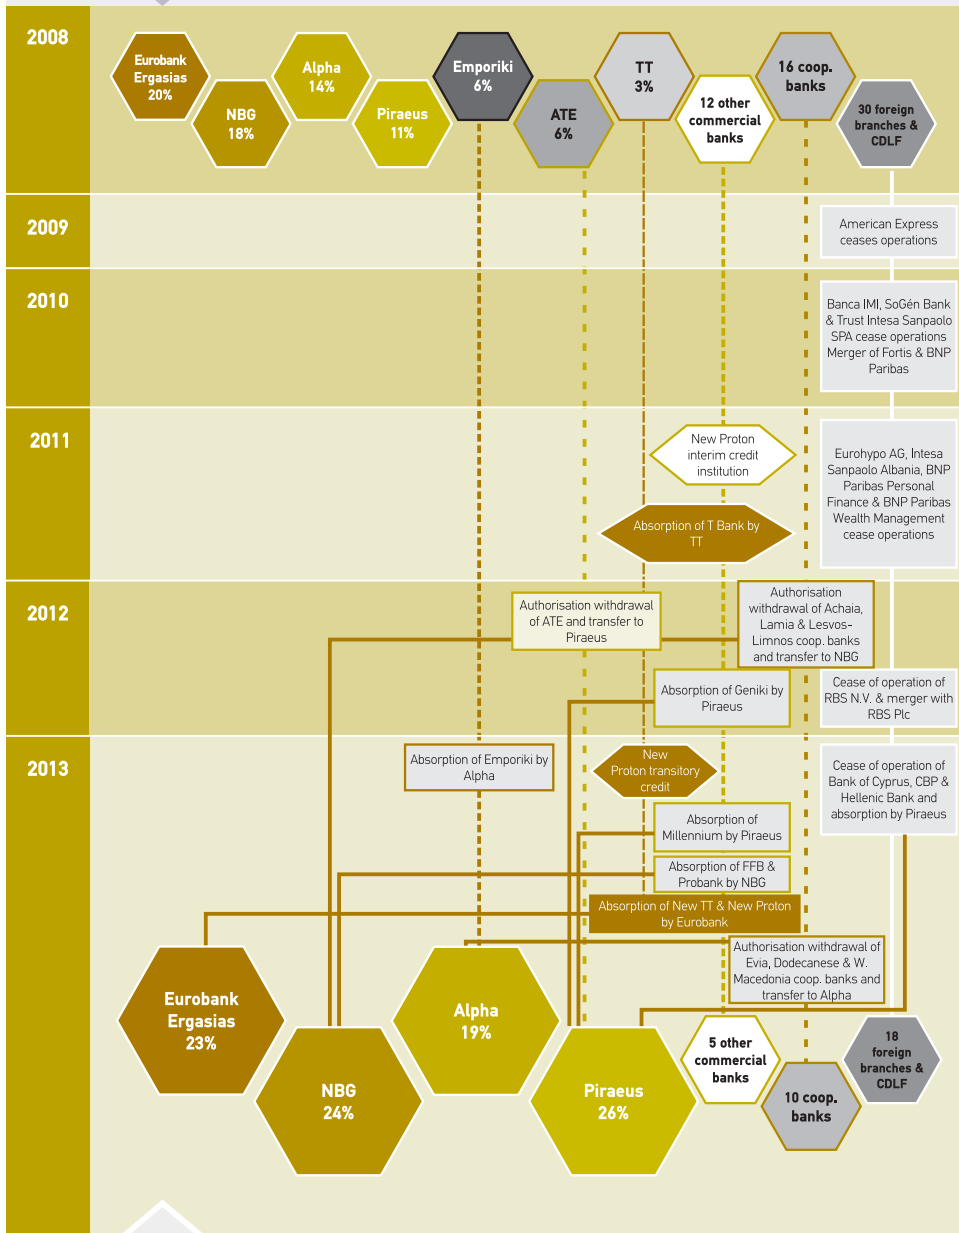 2008
Eurobank
Ergasias
20%
NBG
18%
Alpha
14%
Piraeus
11%
Emporiki
6%
ATE
6%
TT
3%
12 other
commercial
banks
16 coop.
banks
30 foreign
branches &
CDLF
2009
American Express
ceases operations
2010
Banca IMI, SoGén Bank
& Trust Intesa Sanpaolo
SPA cease operations
Merger of Fortis & BNP
Paribas
2011
New Proton
interim credit
institution
Absorption of T Bank by
TT
Eurohypo AG, Intesa
Sanpaolo Albania, BNP
Paribas Personal
Finance & BNP Paribas
Wealth Management
cease operations
2012
Authorisation withdrawal
of ATE and transfer to
Piraeus
Authorisation
withdrawal of Achaia,
Lamia & Lesvos-
Limnos coop. banks
and transfer to NBG
Absorption of Geniki by
Piraeus
Cease of operation of
RBS N.V. & merger with
RBS Plc
2013
Absorption of Emporiki by
Alpha
New
Proton transitory
credit
Cease of operation of
Bank of Cyprus, CBP &
Hellenic Bank and
absorption by Piraeus
Absorption of
Millennium by Piraeus
Absorption of FFB &
Probank by NBG
Absorption of New TT & New Proton
by Eurobank
Authorisation withdrawal of
Evia, Dodecanese & W.
Macedonia coop. banks and
transfer to Alpha
Eurobank
Ergasias
23%
NBG
24%
Alpha
19%
Piraeus
26%
5 other
commercial
banks
10 coop.
banks
18
foreign
branches &
CDLF